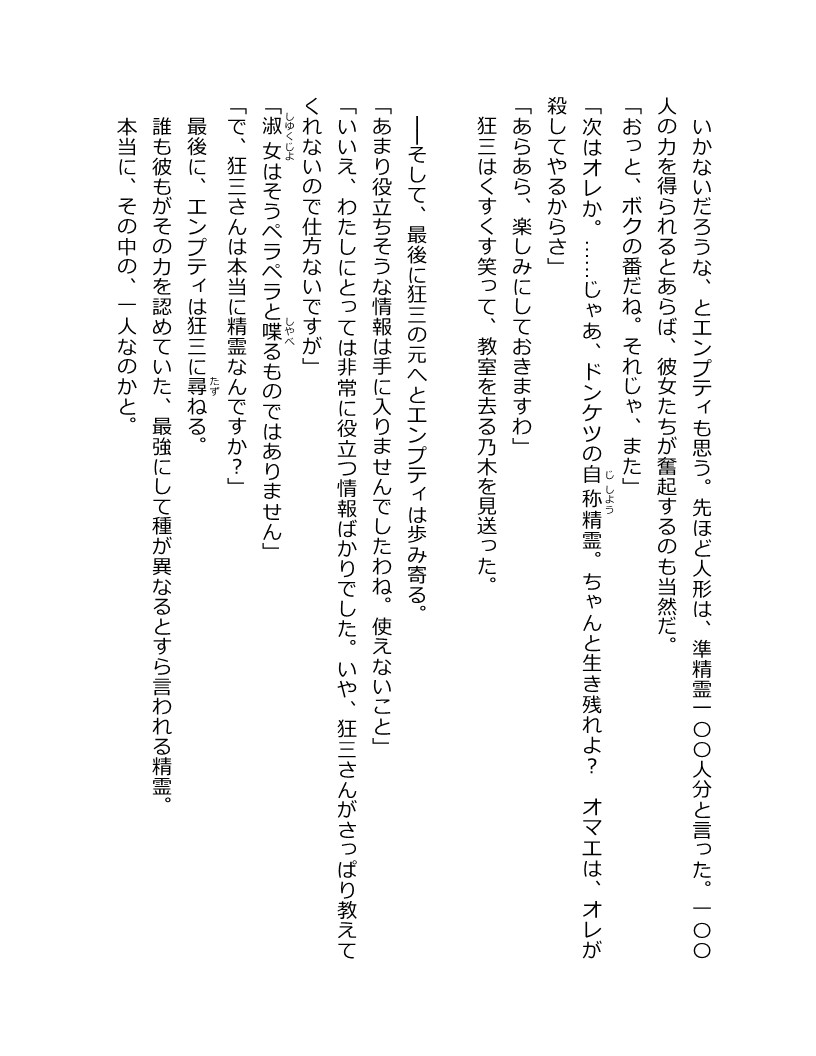 いかないだろうな、とエンプティも思う。先ほど人形は、準精霊一〇〇人分と言った。一〇〇
人の力を得られるとあらば、彼女たちが奮起するのも当然だ。
「おっと、ボクの番だね。それじゃ、また」
「次はオレか。……じゃあ、ドンケツの自称精霊。ちゃんと生き残れよ？　オマエは、オレが
殺してやるからさ」
「あらあら、楽しみにしておきますわ」
狂三はくすくす笑って、教室を去る乃木を見送った。
──そして、最後に狂三の元へとエンプティは歩み寄る。
「あまり役立ちそうな情報は手に入りませんでしたわね。使えないこと」
「いいえ、わたしにとっては非常に役立つ情報ばかりでした。いや、狂三さんがさっぱり教えて
くれないので仕方ないですが」
「淑女はそうペラペラと喋るものではありません」
「で、狂三さんは本当に精霊なんですか？」
最後に、エンプティは狂三に尋ねる。
誰も彼もがその力を認めていた、最強にして種が異なるとすら言われる精霊。
本当に、その中の、一人なのかと。